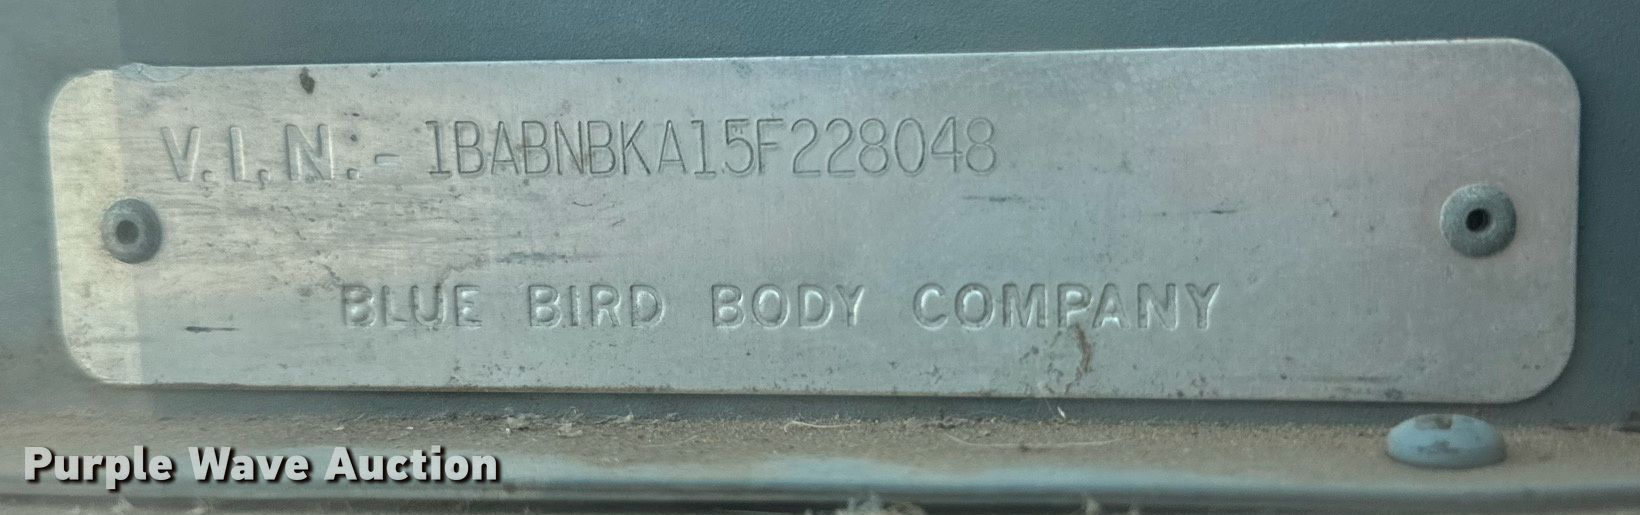 V.I.N.:- 1BABNBKA15F228048
BLUE BIRD BODY COMPANY
Purple Wave Auction